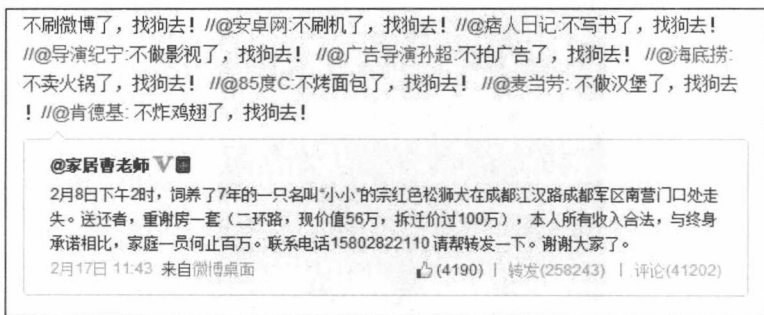 不刷微博了，找狗去！//@安卓网:不刷机了，找狗去！//@痞人日记:不写书了，找狗去！
//@导演纪宁:不做影视了，找狗去！ //@广告导演孙超:不拍广告了，找狗去！ //@海底捞:
不卖火锅了，找狗去！ //@85度C:不烤面包了，找狗去！ //@麦当劳: 不做汉堡了，找狗去
！//@肯德基: 不炸鸡翅了，找狗去！
@家居曹老师 V
2月8日下午2时，饲养了7年的一只名叫“小小”的宗红色松狮犬在成都江汉路成都军区南营门口处走
失。送还者，重谢房一套（二环路，现价值56万，拆迁价过100万），本人所有收入合法，与终身
承诺相比，家庭一员何止百万。联系电话15802822110 请帮转发一下。谢谢大家了。
2月17日 11:43 来自微博桌面 (4190) | 转发(258243) | 评论(41202)